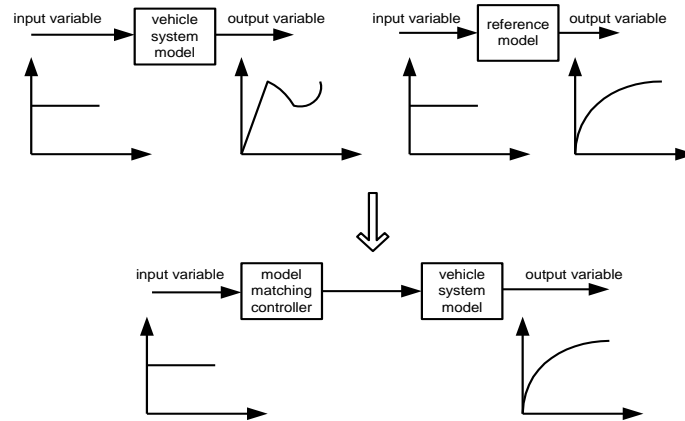 input variable
vehicle
system
model
output variable
input variable
reference
model
output variable
input variable
model
matching
controller
vehicle
system
model
output variable